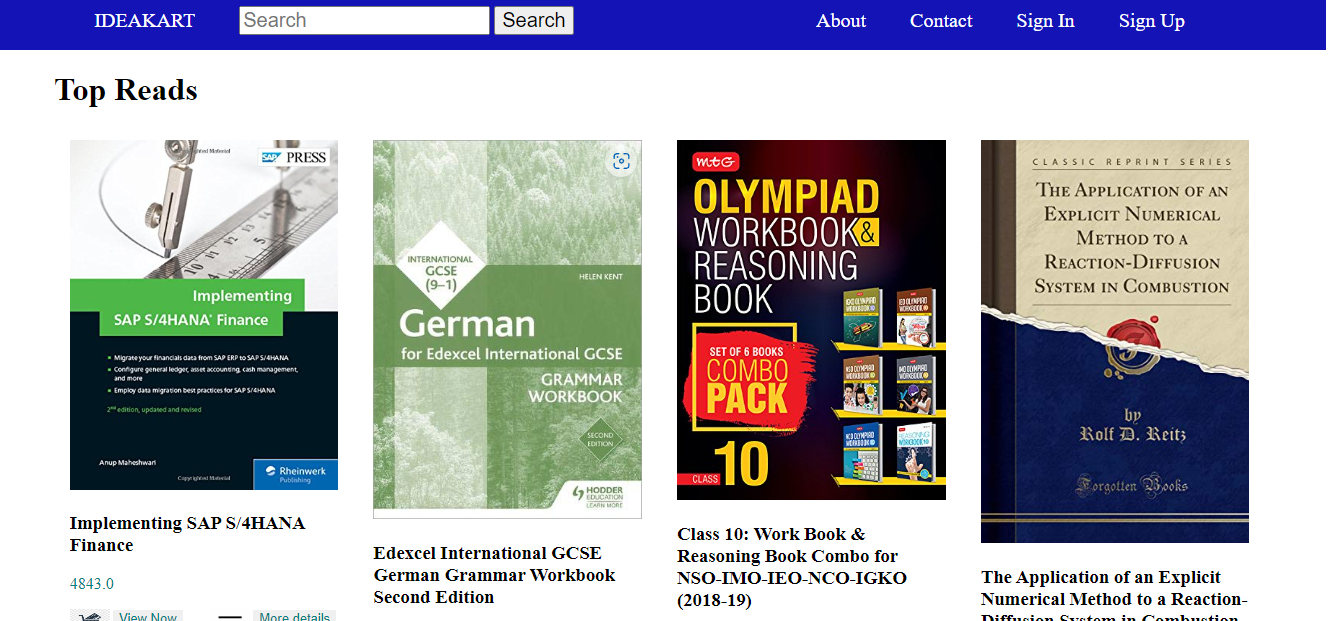 IDEAKART
Search
Search
About
Contact
Sign In
Sign Up
Top Reads
Copyrighted Material
SAP PRESS
Implementing
SAP S/4HANA® Finance
▪ Migrate your financials data from SAP ERP to SAP S/4HANA
▪ Configure general ledger, asset accounting, cash management,
and more
▪ Employ data migration best practices for SAP S/4HANA
2nd edition, updated and revised
Anup Maheshwari
Copyrighted Material
Rheinwerk
Publishing
Implementing SAP S/4HANA
Finance
4843.0
View Now
More details
INTERNATIONAL
GCSE
(9–1)
HELEN KENT
German
for Edexcel International GCSE
GRAMMAR
WORKBOOK
SECOND
EDITION
HODDER
EDUCATION
LEARN MORE
Edexcel International GCSE
German Grammar Workbook
Second Edition
mtG
OLYMPIAD
WORKBOOK &
REASONING
BOOK
SET OF 6 BOOKS
COMBO
PACK
CLASS 10
Class 10: Work Book &
Reasoning Book Combo for
NSO-IMO-IEO-NCO-IGKO
(2018-19)
CLASSIC REPRINT SERIES
THE APPLICATION OF AN
EXPLICIT NUMERICAL
METHOD TO A
REACTION-DIFFUSION
SYSTEM IN COMBUSTION
by
Rolf D. Reitz
Forgotten Books
The Application of an Explicit
Numerical Method to a Reaction-
Diffusion System in Combustion